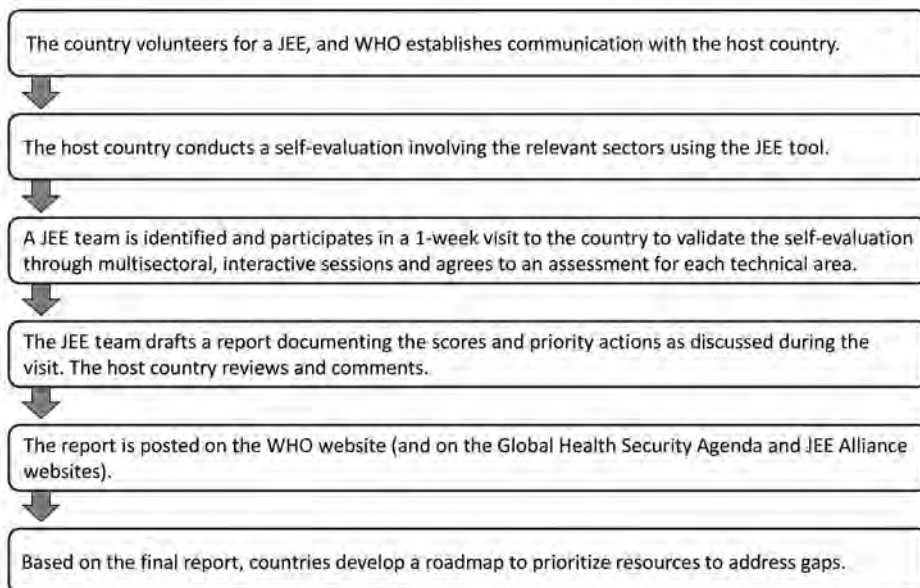 The country volunteers for a JEE, and WHO establishes communication with the host country.
The host country conducts a self-evaluation involving the relevant sectors using the JEE tool.
A JEE team is identified and participates in a 1-week visit to the country to validate the self-evaluation
through multisectoral, interactive sessions and agrees to an assessment for each technical area.
The JEE team drafts a report documenting the scores and priority actions as discussed during the
visit. The host country reviews and comments.
The report is posted on the WHO website (and on the Global Health Security Agenda and JEE Alliance
websites).
Based on the final report, countries develop a roadmap to prioritize resources to address gaps.